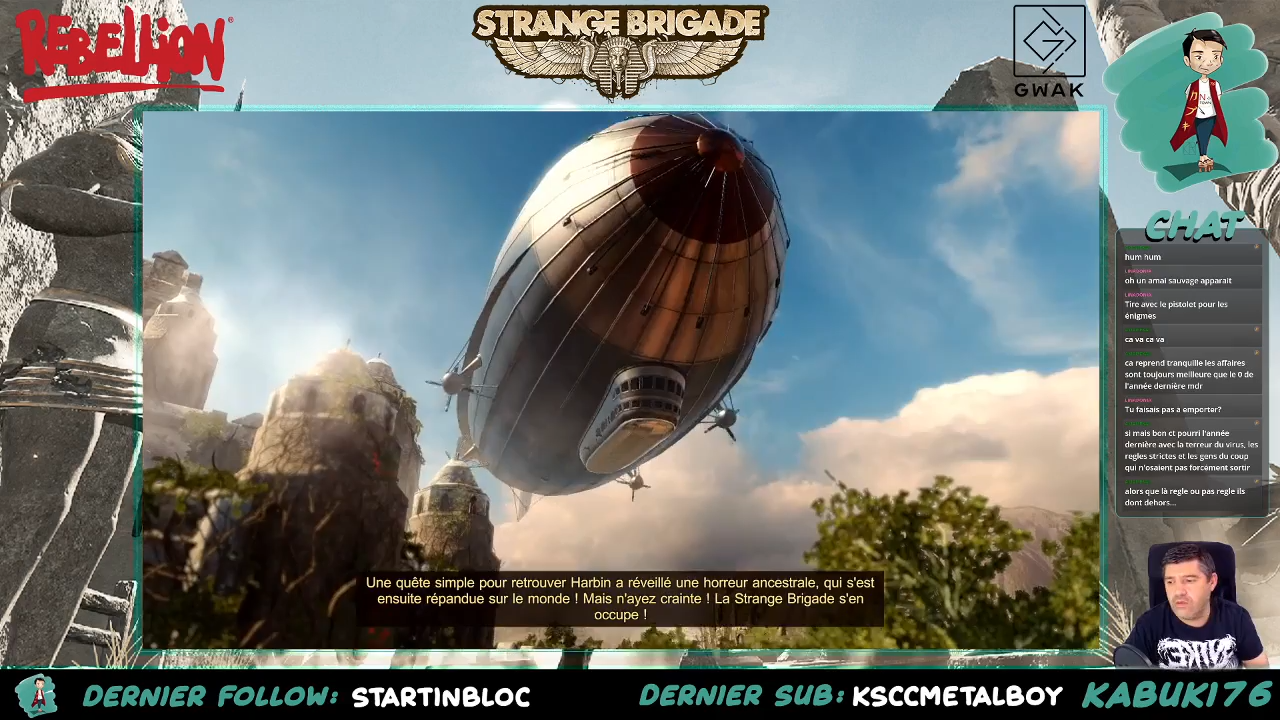 REBELLION
STRANGE BRIGADE
GWAK
CHAT
hum hum
LINADONIA
oh un amai sauvage apparait
LINADONIA
Tire avec le pistolet pour les
énigmes
ca va ca va
ca reprend tranquille les affaires
sont toujours meilleure que le 0 de
l'année dernière mdr
LINADONIA
Tu faisais pas a emporter?
si mais bon ct pourri l'année
dernière avec la terreur du virus, les
regles strictes et les gens du coup
qui n'osaient pas forcément sortir
alors que là regle ou pas regle ils
dont dehors...
Une quête simple pour retrouver Harbin a réveillé une horreur ancestrale, qui s'est
ensuite répandue sur le monde ! Mais n'ayez crainte ! La Strange Brigade s'en
occupe !
DERNIER FOLLOW: STARTINBLOC
DERNIER SUB: KSCCMETALBOY
KABUKI76